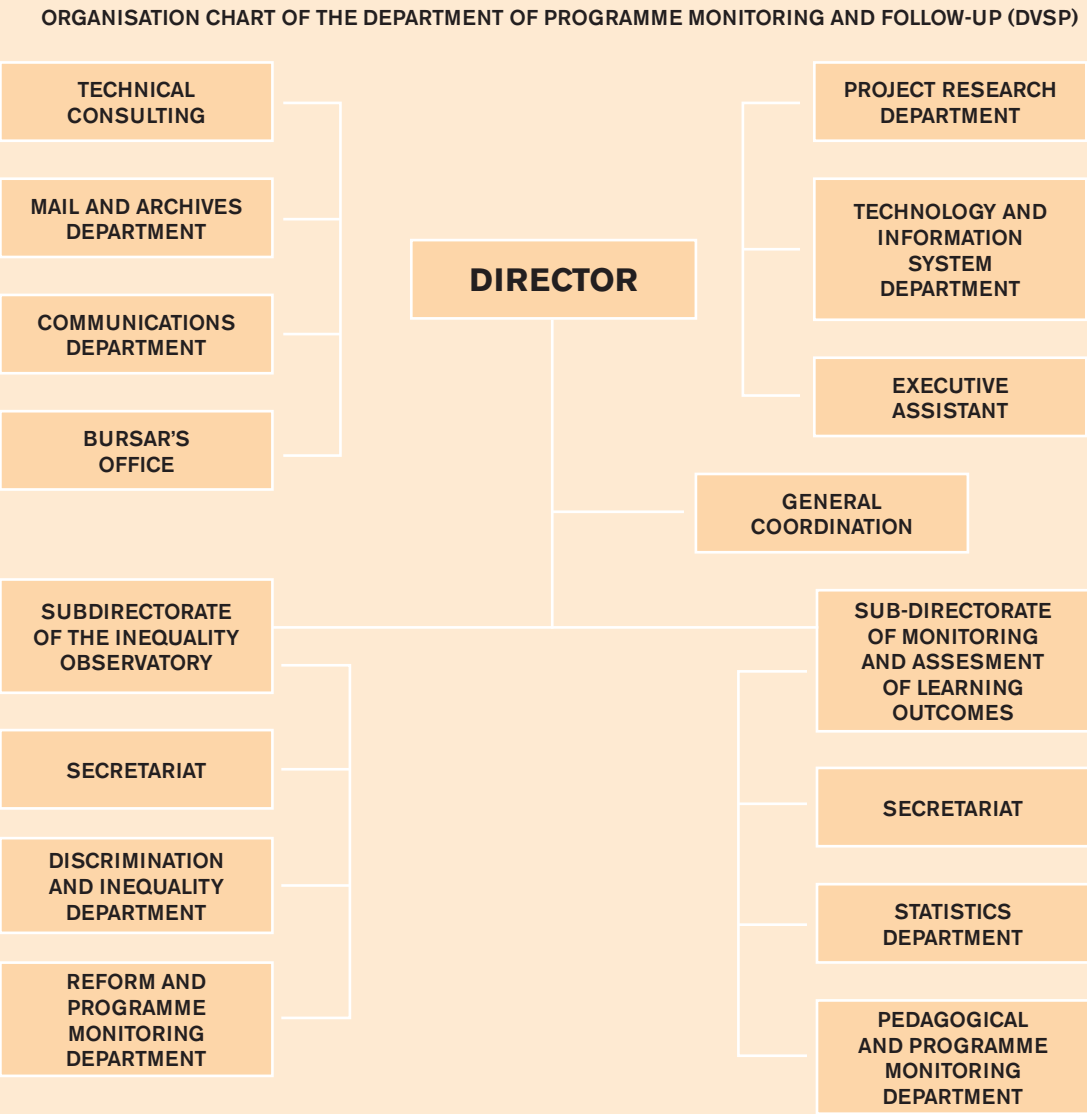 ORGANISATION CHART OF THE DEPARTMENT OF PROGRAMME MONITORING AND FOLLOW-UP (DVSP)
TECHNICAL
CONSULTING
MAIL AND ARCHIVES
DEPARTMENT
COMMUNICATIONS
DEPARTMENT
BURSAR'S
OFFICE
DIRECTOR
PROJECT RESEARCH
DEPARTMENT
TECHNOLOGY AND
INFORMATION
SYSTEM
DEPARTMENT
EXECUTIVE
ASSISTANT
GENERAL
COORDINATION
SUBDIRECTORATE
OF THE INEQUALITY
OBSERVATORY
SECRETARIAT
DISCRIMINATION
AND INEQUALITY
DEPARTMENT
REFORM AND
PROGRAMME
MONITORING
DEPARTMENT
SUB-DIRECTORATE
OF MONITORING
AND ASSESMENT
OF LEARNING
OUTCOMES
SECRETARIAT
STATISTICS
DEPARTMENT
PEDAGOGICAL
AND PROGRAMME
MONITORING
DEPARTMENT